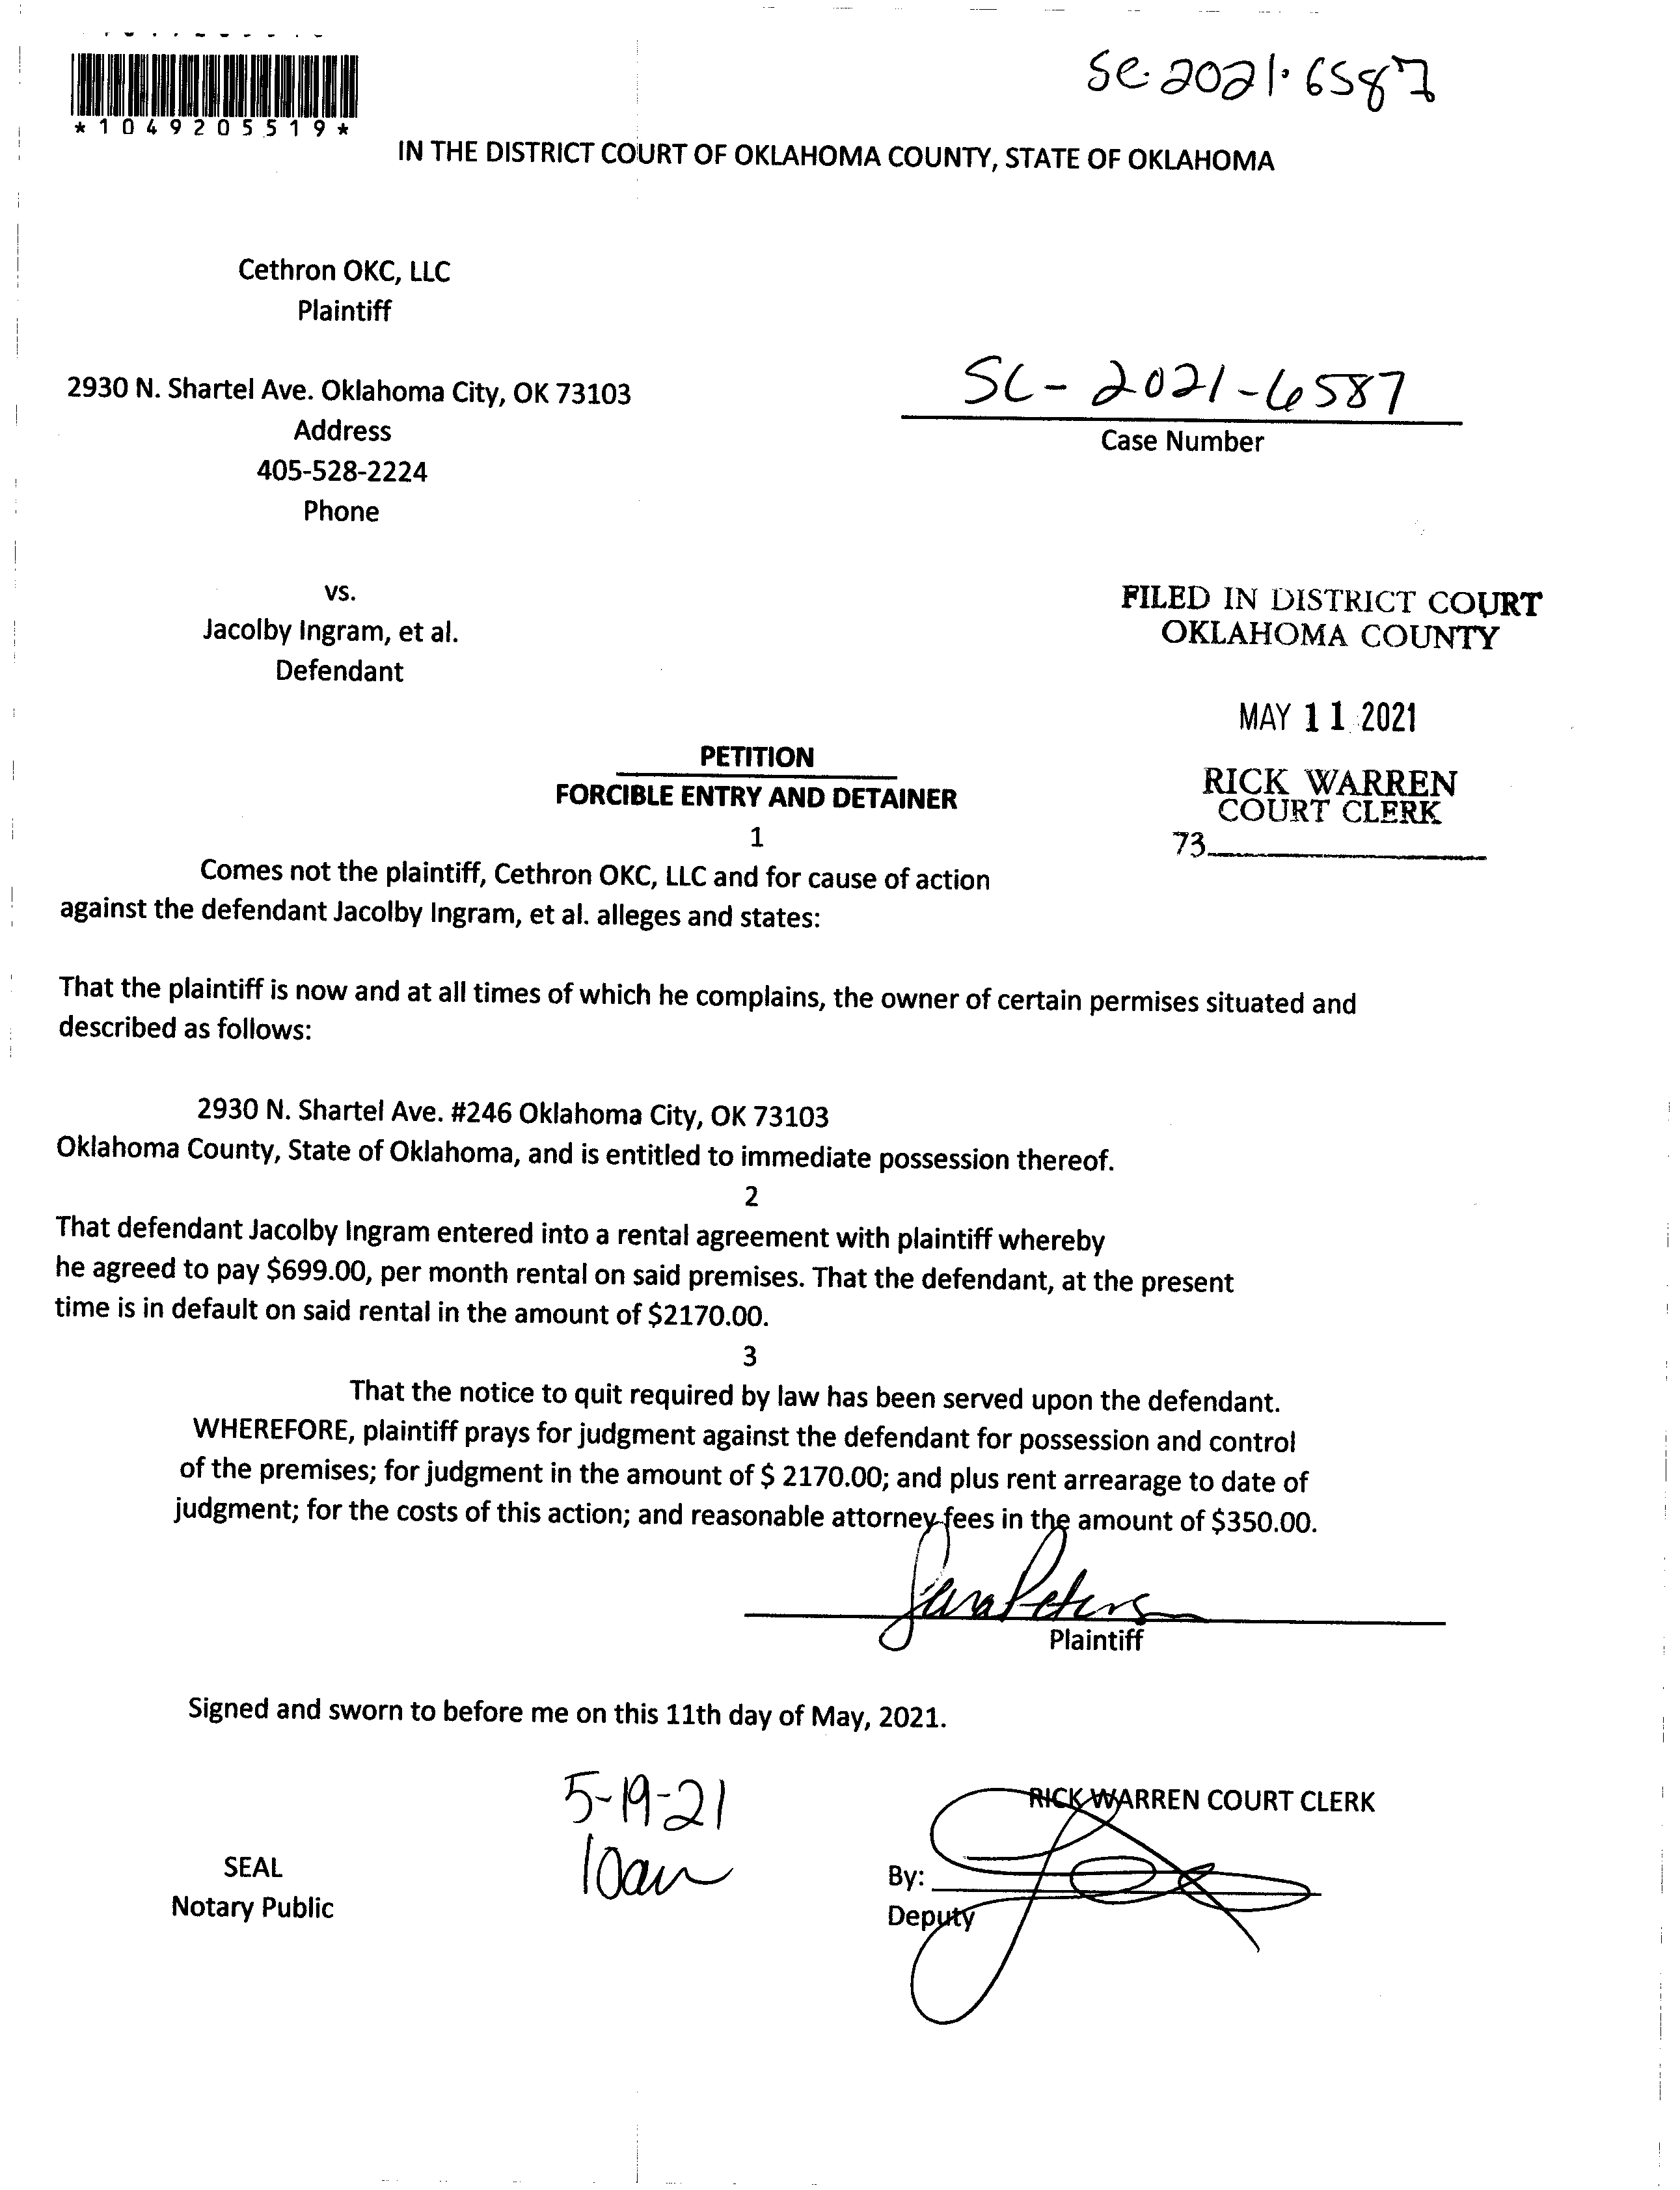 SC-2021-6587
*1049205519*
IN THE DISTRICT COURT OF OKLAHOMA COUNTY, STATE OF OKLAHOMA
Cethron OKC, LLC
Plaintiff
2930 N. Shartel Ave. Oklahoma City, OK 73103
Address
405-528-2224
Phone
SC-2021-6587
Case Number
vs.
Jacolby Ingram, et al.
Defendant
FILED IN DISTRICT COURT
OKLAHOMA COUNTY
MAY 11 2021
RICK WARREN
COURT CLERK
73
PETITION
FORCIBLE ENTRY AND DETAINER
1
Comes not the plaintiff, Cethron OKC, LLC and for cause of action
against the defendant Jacolby Ingram, et al. alleges and states:
That the plaintiff is now and at all times of which he complains, the owner of certain permises situated and
described as follows:
2930 N. Shartel Ave. #246 Oklahoma City, OK 73103
Oklahoma County, State of Oklahoma, and is entitled to immediate possession thereof.
2
That defendant Jacolby Ingram entered into a rental agreement with plaintiff whereby
he agreed to pay $699.00, per month rental on said premises. That the defendant, at the present
time is in default on said rental in the amount of $2170.00.
3
That the notice to quit required by law has been served upon the defendant.
WHEREFORE, plaintiff prays for judgment against the defendant for possession and control
of the premises; for judgment in the amount of $ 2170.00; and plus rent arrearage to date of
judgment; for the costs of this action; and reasonable attorney fees in the amount of $350.00.
Plaintiff
Signed and sworn to before me on this 11th day of May, 2021.
5-19-21
10am
RICK WARREN COURT CLERK
SEAL
Notary Public
By:
Deputy